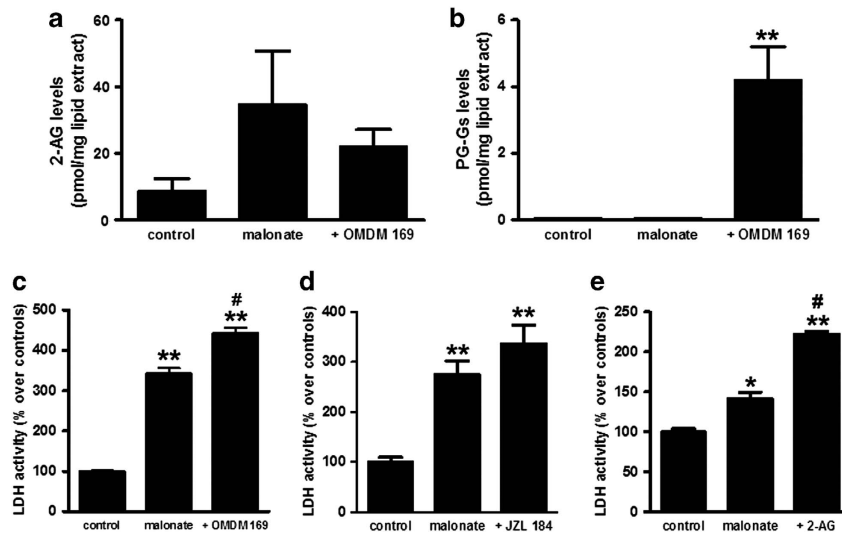 a
2-AG levels
(pmol/mg lipid extract)
60
40
20
0
control malonate + OMDM 169
b
PG-Gs levels
(pmol/mg lipid extract)
6
4
2
0
**
control malonate + OMDM 169
c
LDH activity (% over controls)
500
400
300
200
100
0
**
#
**
control malonate + OMDM169
d
LDH activity (% over controls)
400
300
200
100
0
**
**
control malonate + JZL 184
e
LDH activity (% over controls)
250
200
150
100
50
0
*
#
**
control malonate + 2-AG